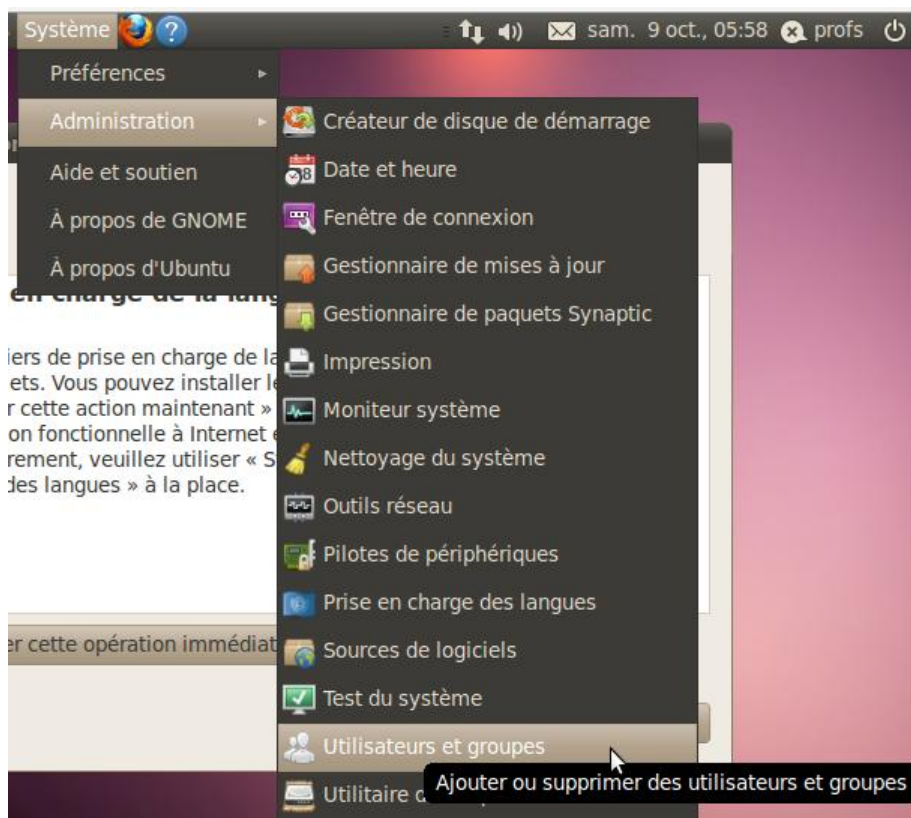 Système sam. 9 oct., 05:58 profs
Préférences
Administration
Aide et soutien
À propos de GNOME
À propos d'Ubuntu
Créateur de disque de démarrage
Date et heure
Fenêtre de connexion
Gestionnaire de mises à jour
Gestionnaire de paquets Synaptic
Impression
Moniteur système
Nettoyage du système
Outils réseau
Pilotes de périphériques
Prise en charge des langues
Sources de logiciels
Test du système
Utilisateurs et groupes
Utilitaire
Ajouter ou supprimer des utilisateurs et groupes
en charge de la
iers de prise en charge de la
ets. Vous pouvez installer
r cette action maintenant »
on fonctionnelle à Internet
rement, veuillez utiliser «
des langues » à la place.
er cette opération immédiat